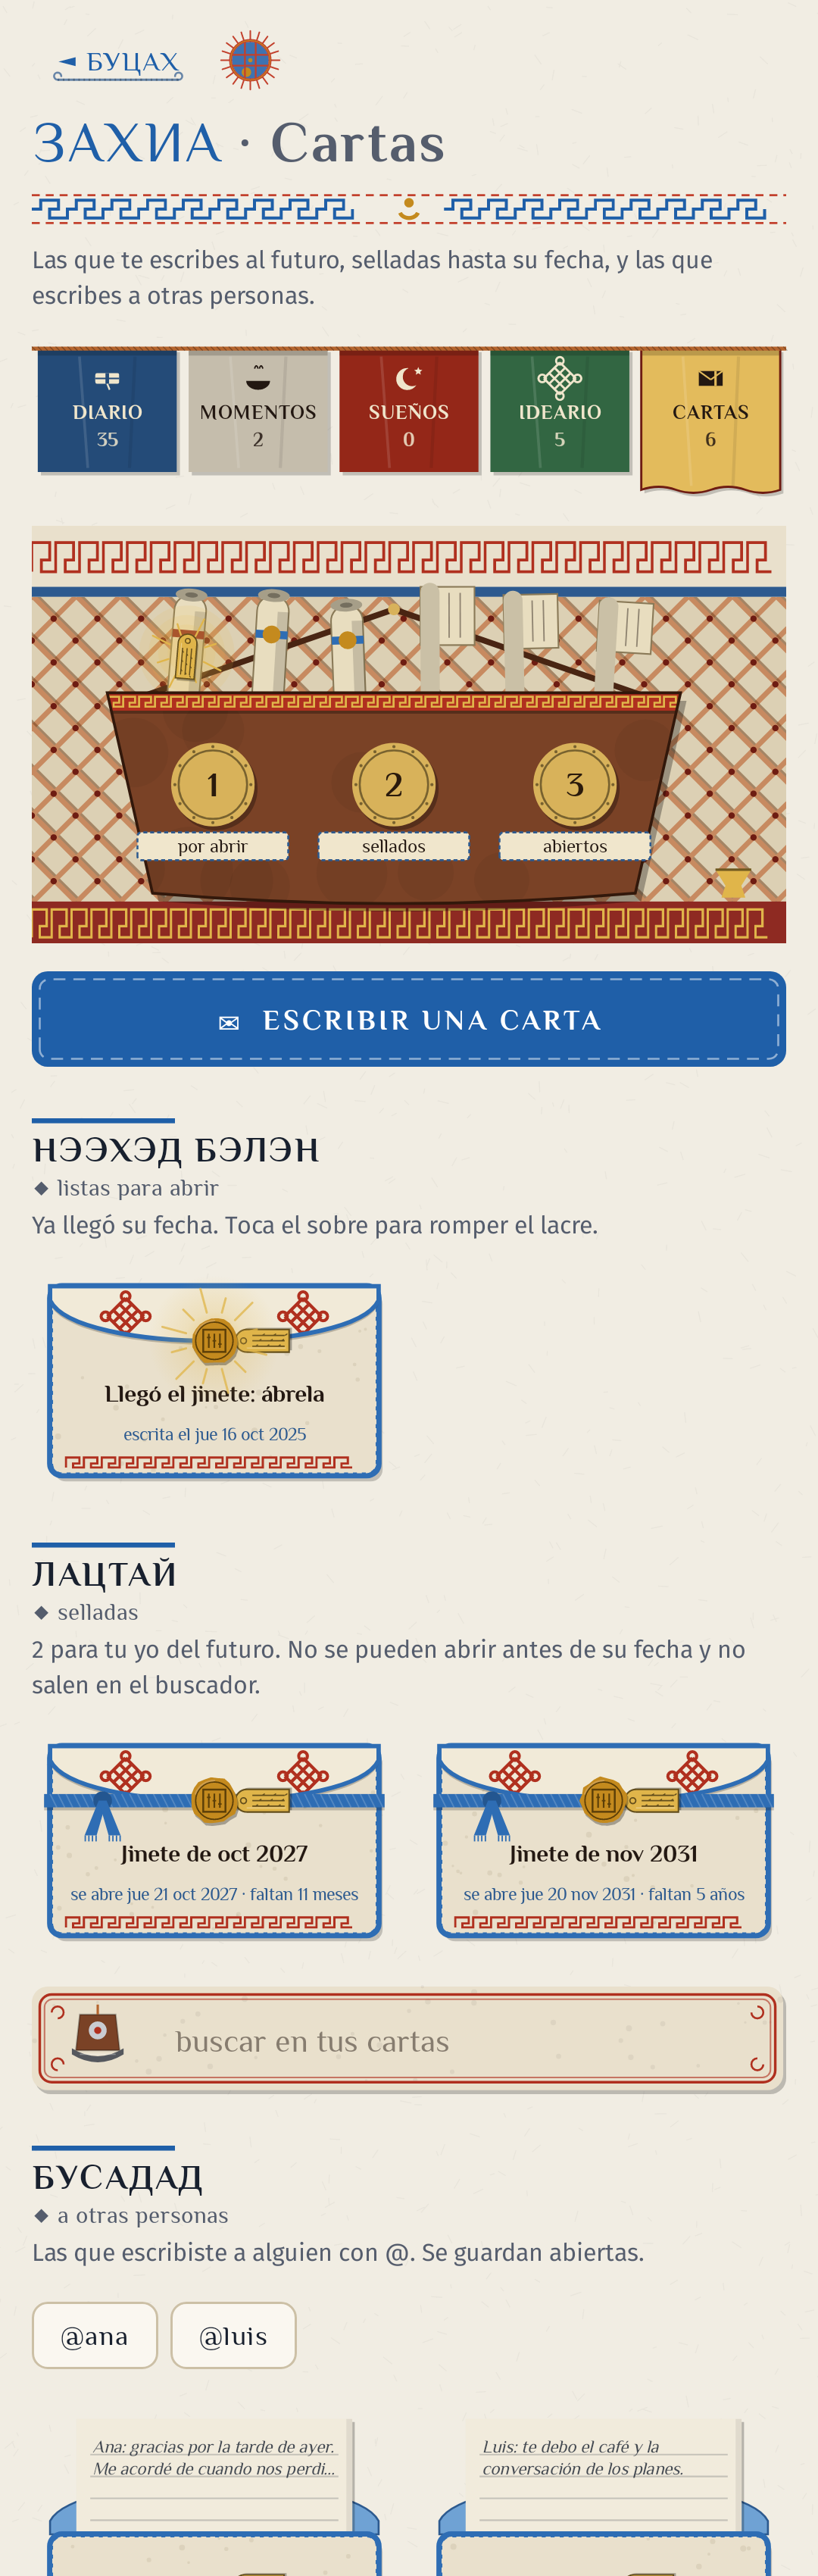 ◄ БУЦАХ
ЗАХИА · Cartas
Las que te escribes al futuro, selladas hasta su fecha, y las que
escribes a otras personas.
DIARIO
35
MOMENTOS
2
SUEÑOS
0
IDEARIO
5
CARTAS
6
1
por abrir
2
sellados
3
abiertos
✉ ESCRIBIR UNA CARTA
НЭЭХЭД БЭЛЭН
◆ listas para abrir
Ya llegó su fecha. Toca el sobre para romper el lacre.
Llegó el jinete: ábrela
escrita el jue 16 oct 2025
ЛАЦТАЙ
◆ selladas
2 para tu yo del futuro. No se pueden abrir antes de su fecha y no
salen en el buscador.
Jinete de oct 2027
se abre jue 21 oct 2027 · faltan 11 meses
Jinete de nov 2031
se abre jue 20 nov 2031 · faltan 5 años
buscar en tus cartas
БУСАДАД
◆ a otras personas
Las que escribiste a alguien con @. Se guardan abiertas.
@ana
@luis
Ana: gracias por la tarde de ayer.
Me acordé de cuando nos perdi...
Luis: te debo el café y la
conversación de los planes.